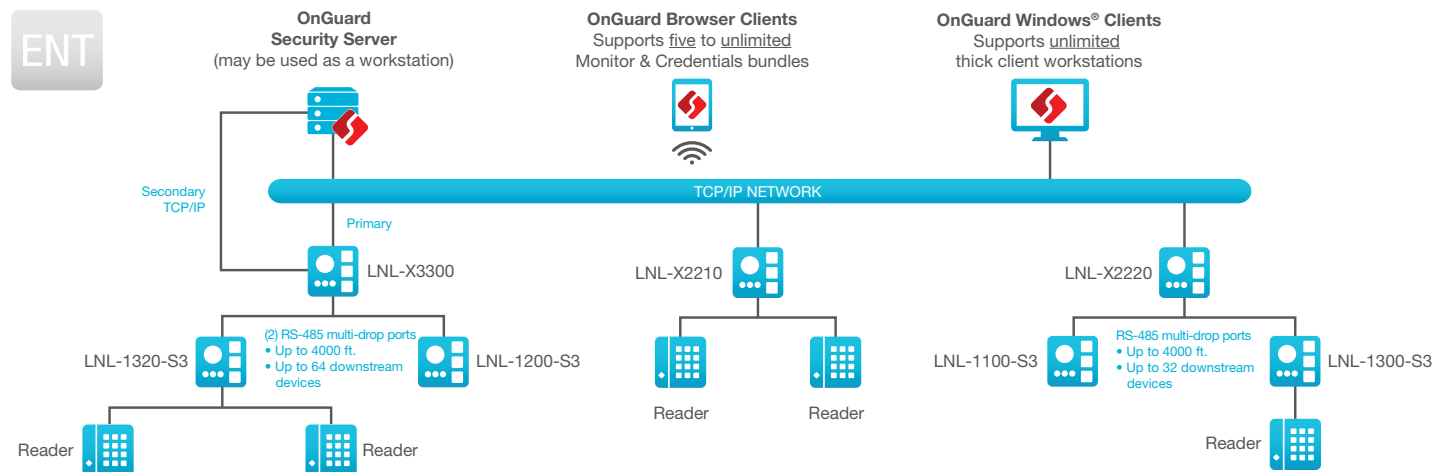 ENT
OnGuard
Security Server
(may be used as a workstation)
OnGuard Browser Clients
Supports five to unlimited
Monitor & Credentials bundles
OnGuard Windows® Clients
Supports unlimited
thick client workstations
Secondary
TCP/IP
TCP/IP NETWORK
Primary
LNL-X3300
LNL-X2210
LNL-X2220
LNL-1320-S3
(2) RS-485 multi-drop ports
• Up to 4000 ft.
• Up to 64 downstream
devices
LNL-1200-S3
LNL-1100-S3
RS-485 multi-drop ports
• Up to 4000 ft.
• Up to 32 downstream
devices
LNL-1300-S3
Reader
Reader
Reader
Reader
Reader